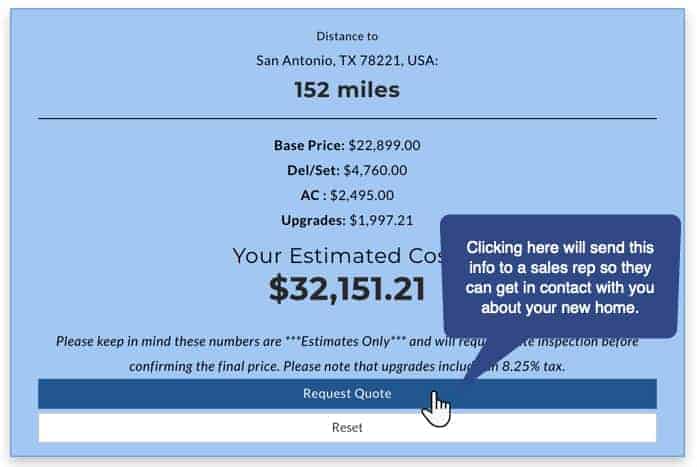 Distance to
San Antonio, TX 78221, USA:
152 miles
Base Price: $22,899.00
Del/Set: $4,760.00
AC : $2,495.00
Upgrades: $1,997.21
Your Estimated Cos
$32,151.21
Clicking here will send this
info to a sales rep so they
can get in contact with you
about your new home.
Please keep in mind these numbers are ***Estimates Only*** and will requ te inspection before
confirming the final price. Please note that upgrades includ n 8.25% tax.
Request Quote
Reset